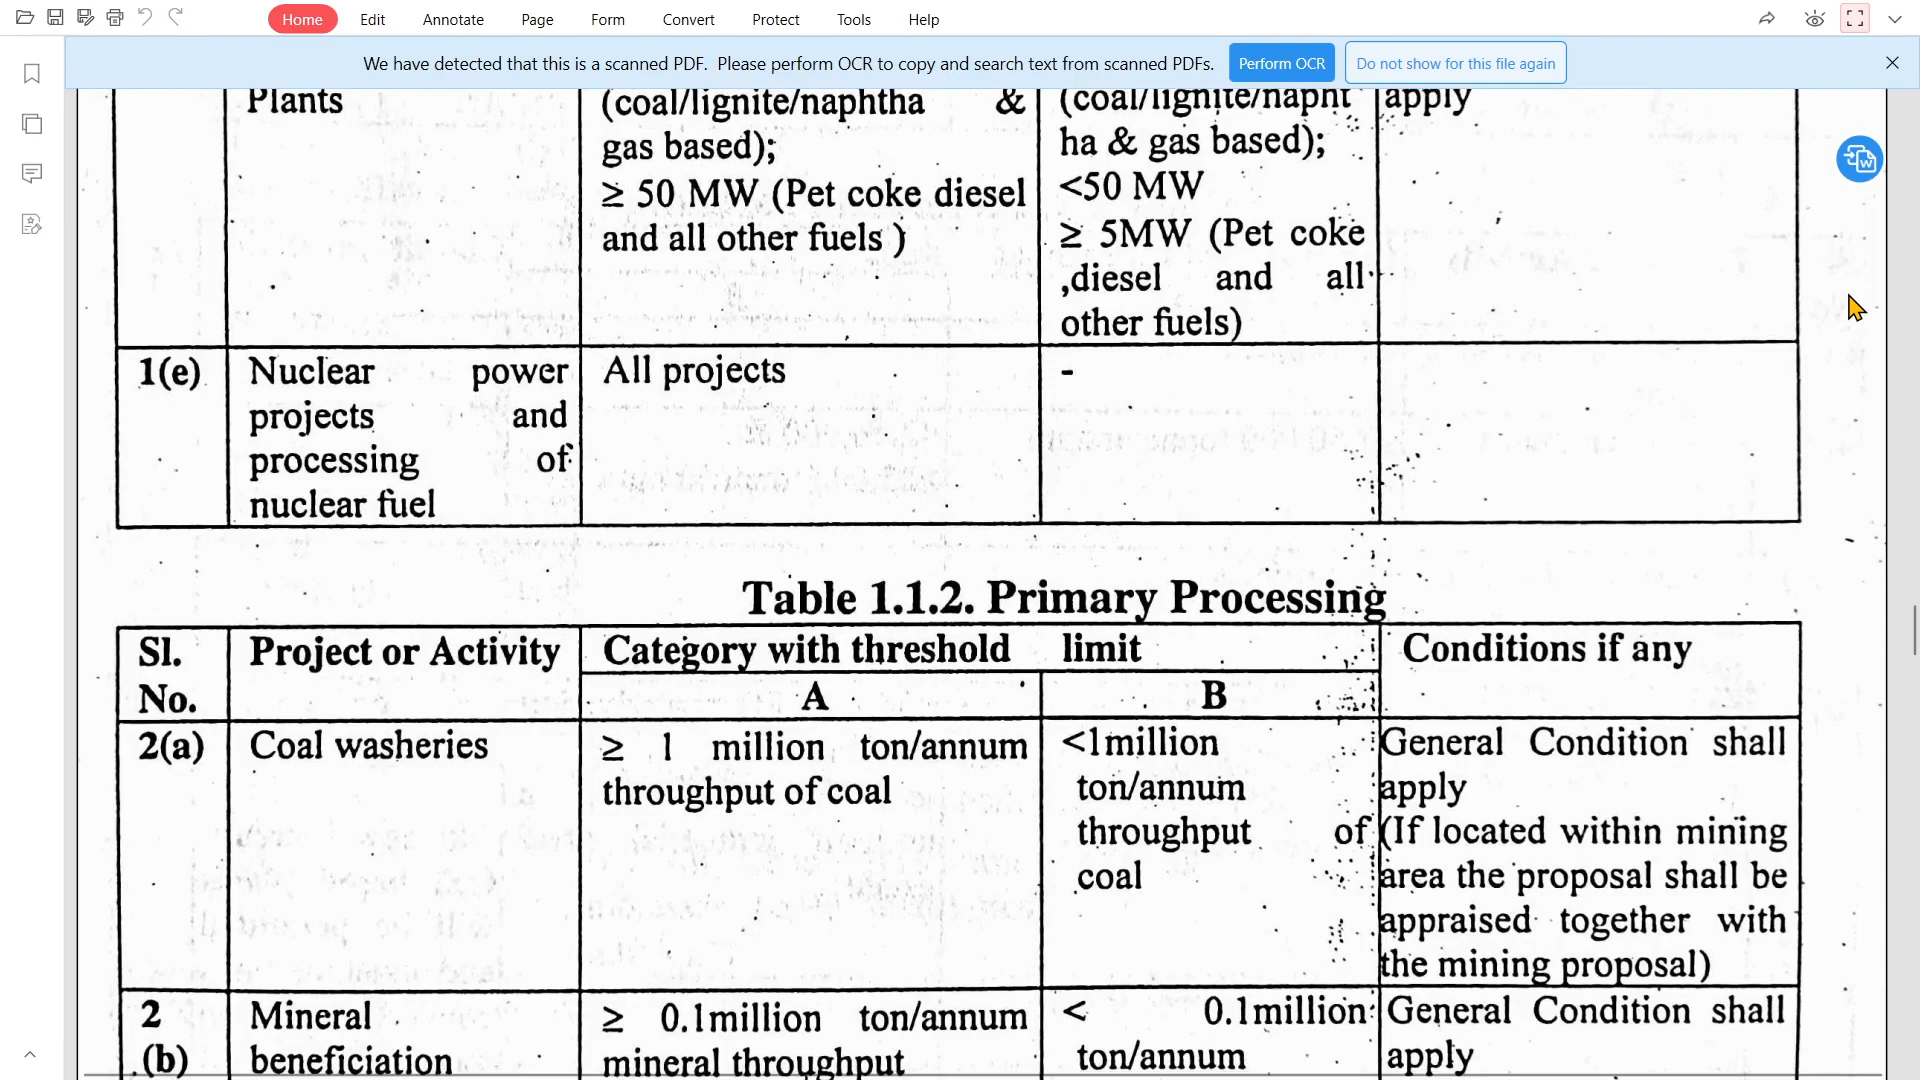 Home Edit Annotate Page Form Convert Protect Tools Help
We have detected that this is a scanned PDF. Please perform OCR to copy and search text from scanned PDFs. Perform OCR Do not show for this file again
Plants
(coal/lignite/naphtha &
gas based);
≥ 50 MW (Pet coke diesel
and all other fuels )
(coal/lignite/napht
ha & gas based);
<50 MW
≥ 5MW (Pet coke
,diesel and all
other fuels)
apply
1(e)
Nuclear power
projects and
processing of
nuclear fuel
All projects
-
Table 1.1.2. Primary Processing
Sl.
No.
Project or Activity
Category with threshold limit
A
B
Conditions if any
2(a)
Coal washeries
≥ 1 million ton/annum
throughput of coal
<1million
ton/annum
throughput of
coal
General Condition shall
apply
(If located within mining
area the proposal shall be
appraised together with
the mining proposal)
2
(b)
Mineral
beneficiation
≥ 0.1million ton/annum
mineral throughput
< 0.1million
ton/annum
General Condition shall
apply